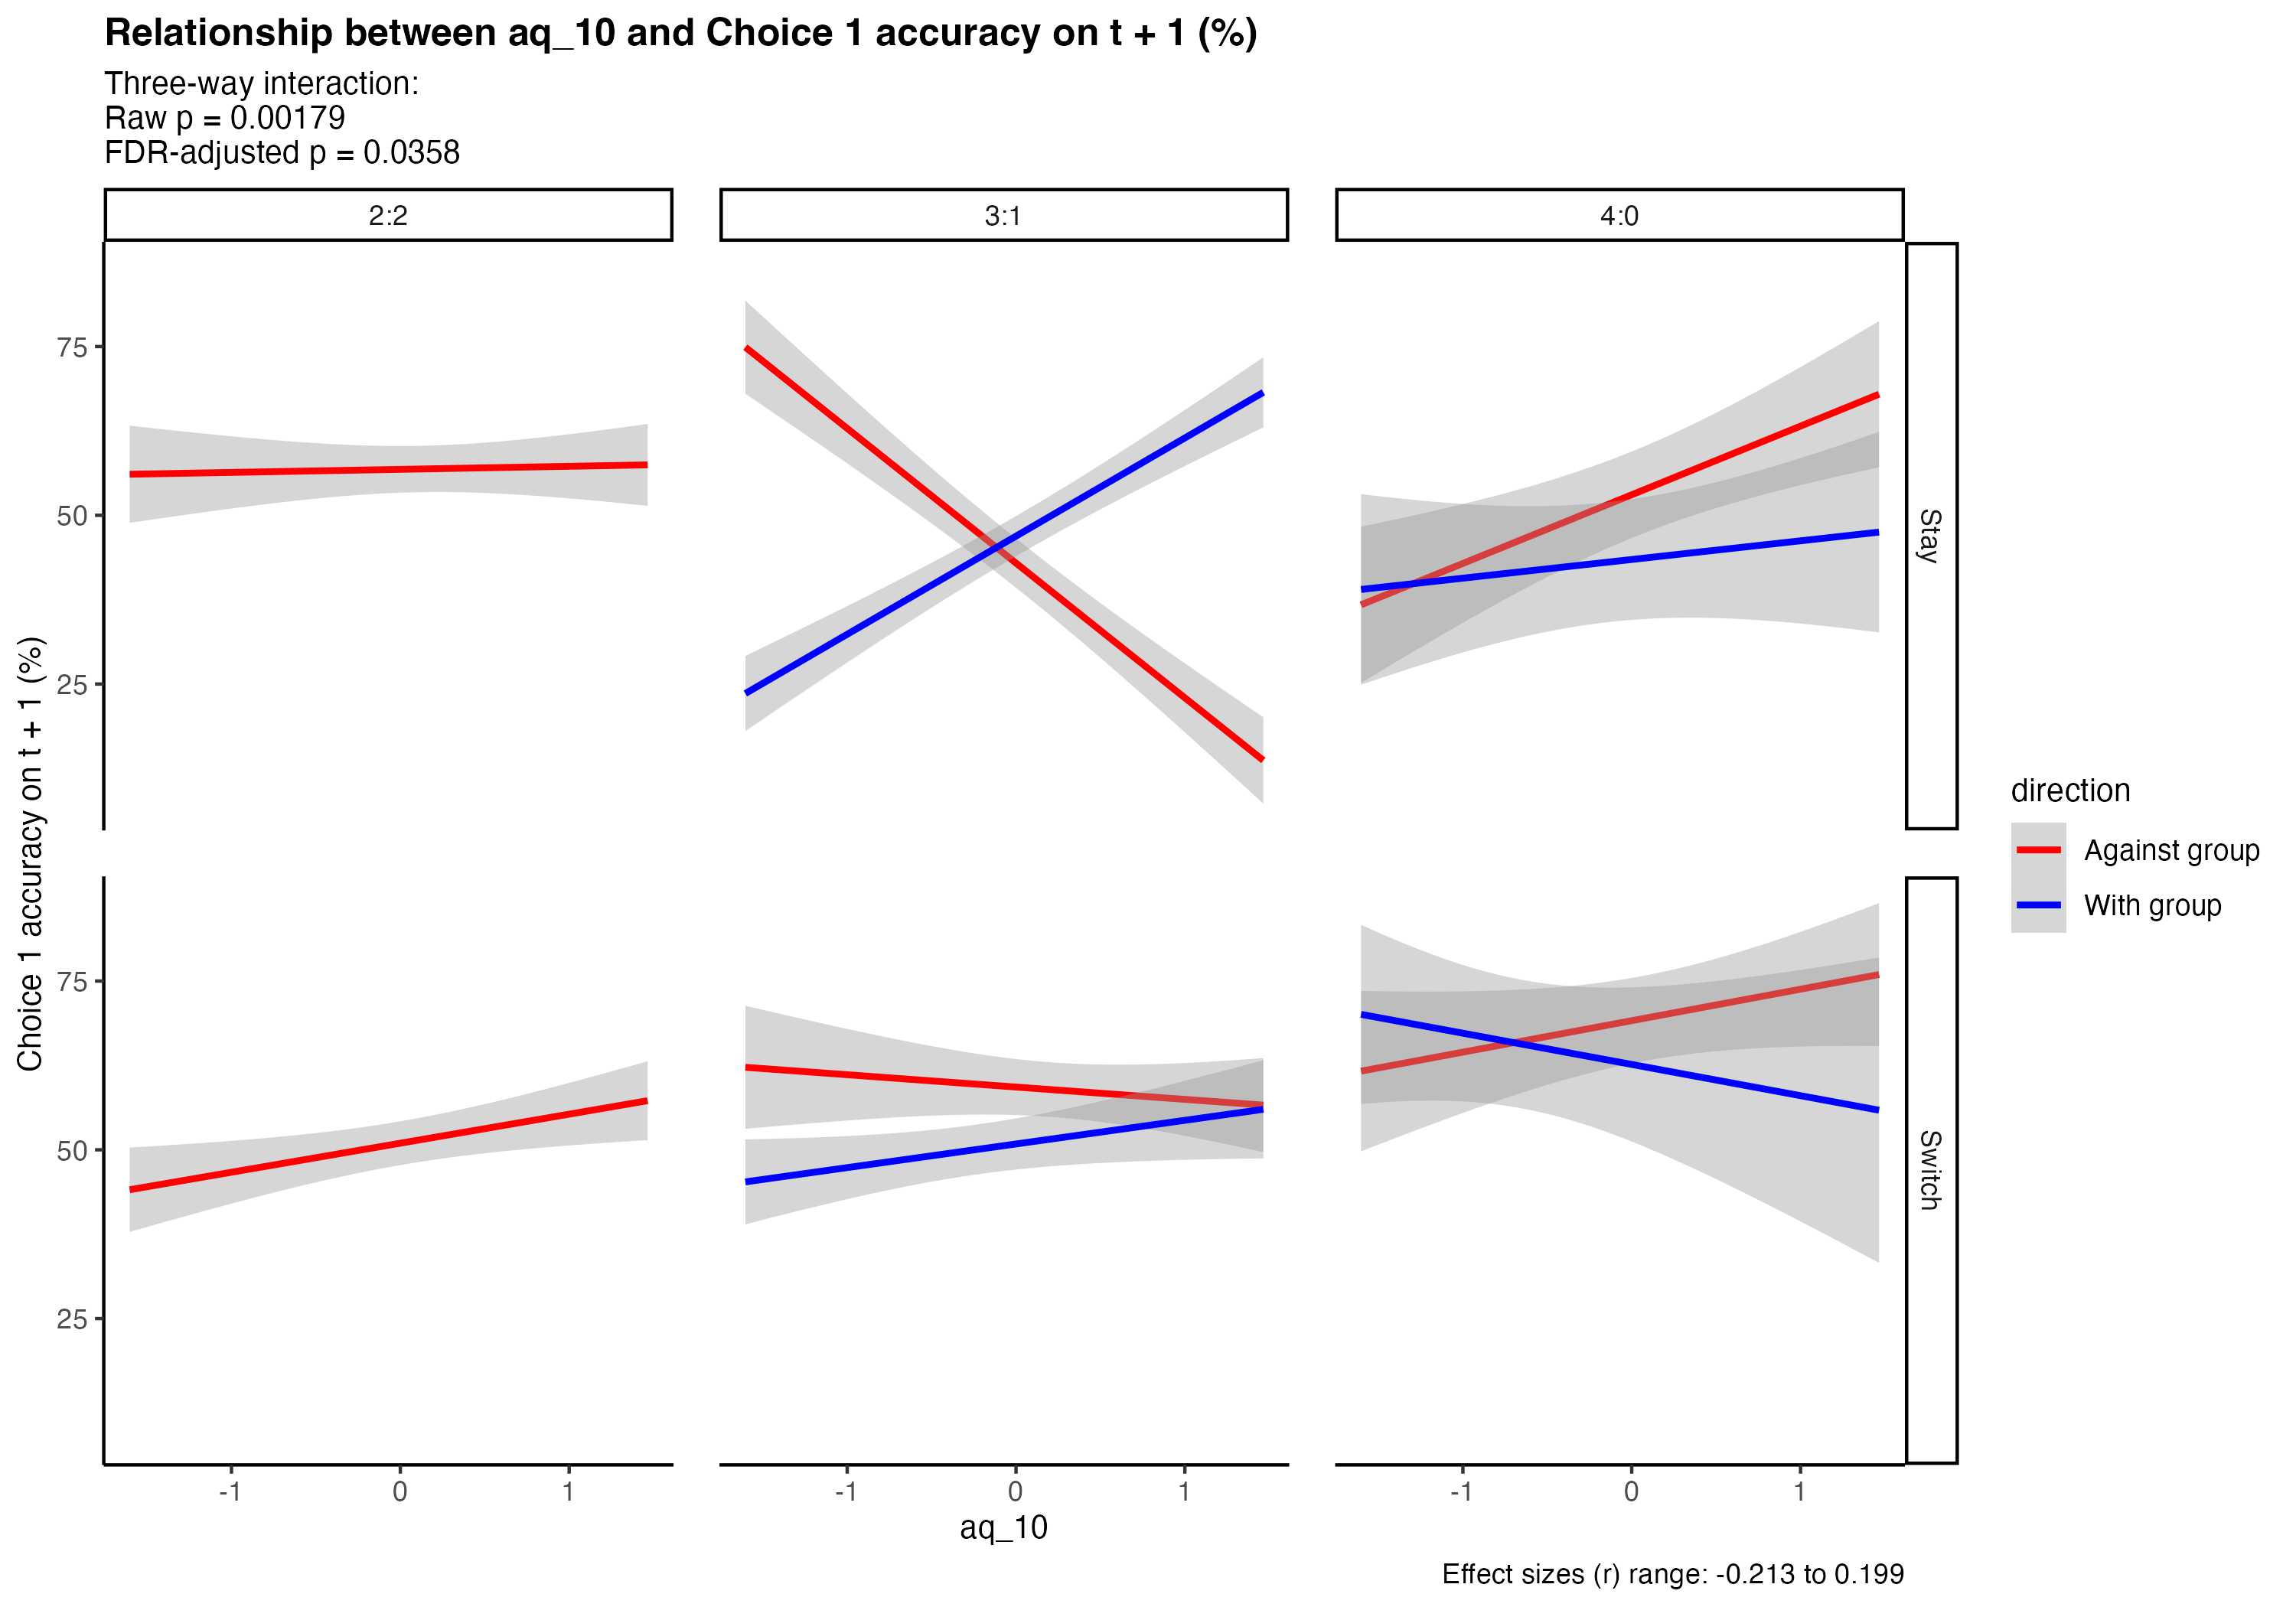 Relationship between aq_10 and Choice 1 accuracy on t + 1 (%)
Three-way interaction:
Raw p = 0.00179
FDR-adjusted p = 0.0358
2:2
3:1
4:0
75
50
25
Stay
Choice 1 accuracy on t + 1 (%)
direction
Against group
With group
75
50
25
Switch
-1
0
1
-1
0
1
-1
0
1
aq_10
Effect sizes (r) range: -0.213 to 0.199